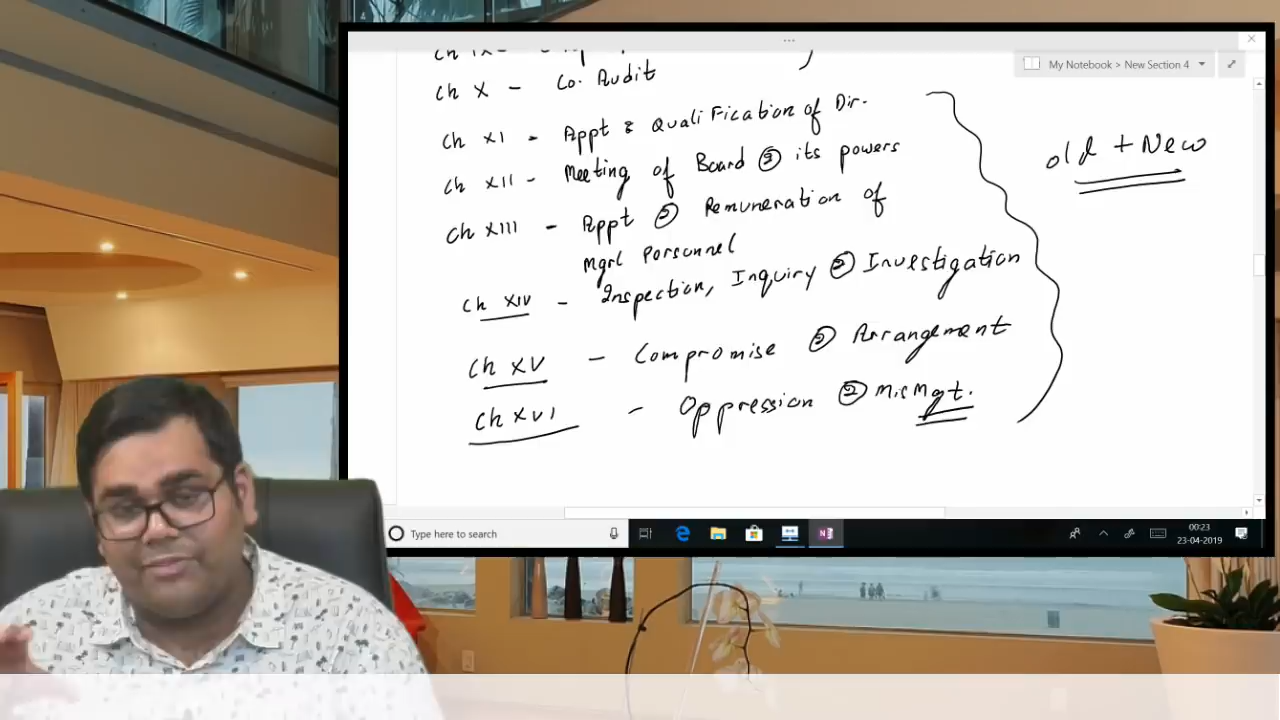 My Notebook > New Section 4
Ch X - Co. Audit
Ch XI - Appt & Qualification of Dir.
Ch XII - Meeting of Board & its powers
Ch XIII - Appt & Remuneration of
Mgrl Personnel
Ch XIV - Inspection, Inquiry & Investigation
Ch XV - Compromise & Arrangement
Ch XVI - Oppression & MisMgt.
old + New
Type here to search
00:23
23-04-2019